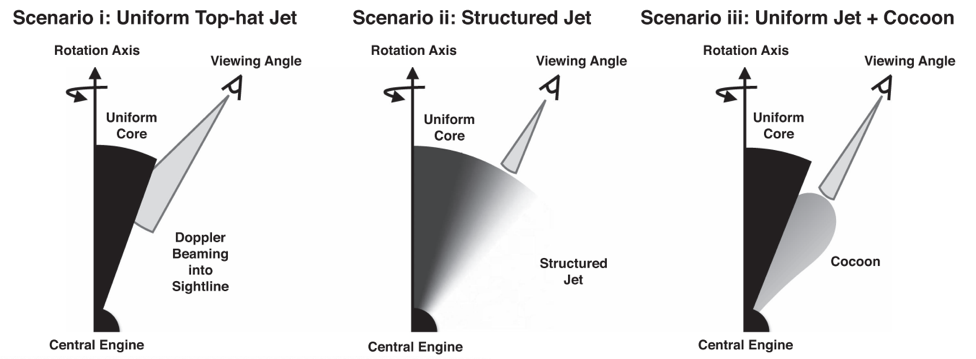 Scenario i: Uniform Top-hat Jet
Rotation Axis
Viewing Angle
Uniform
Core
Doppler
Beaming
into
Sightline
Central Engine
Scenario ii: Structured Jet
Rotation Axis
Viewing Angle
Uniform
Core
Structured
Jet
Central Engine
Scenario iii: Uniform Jet + Cocoon
Rotation Axis
Viewing Angle
Uniform
Core
Cocoon
Central Engine